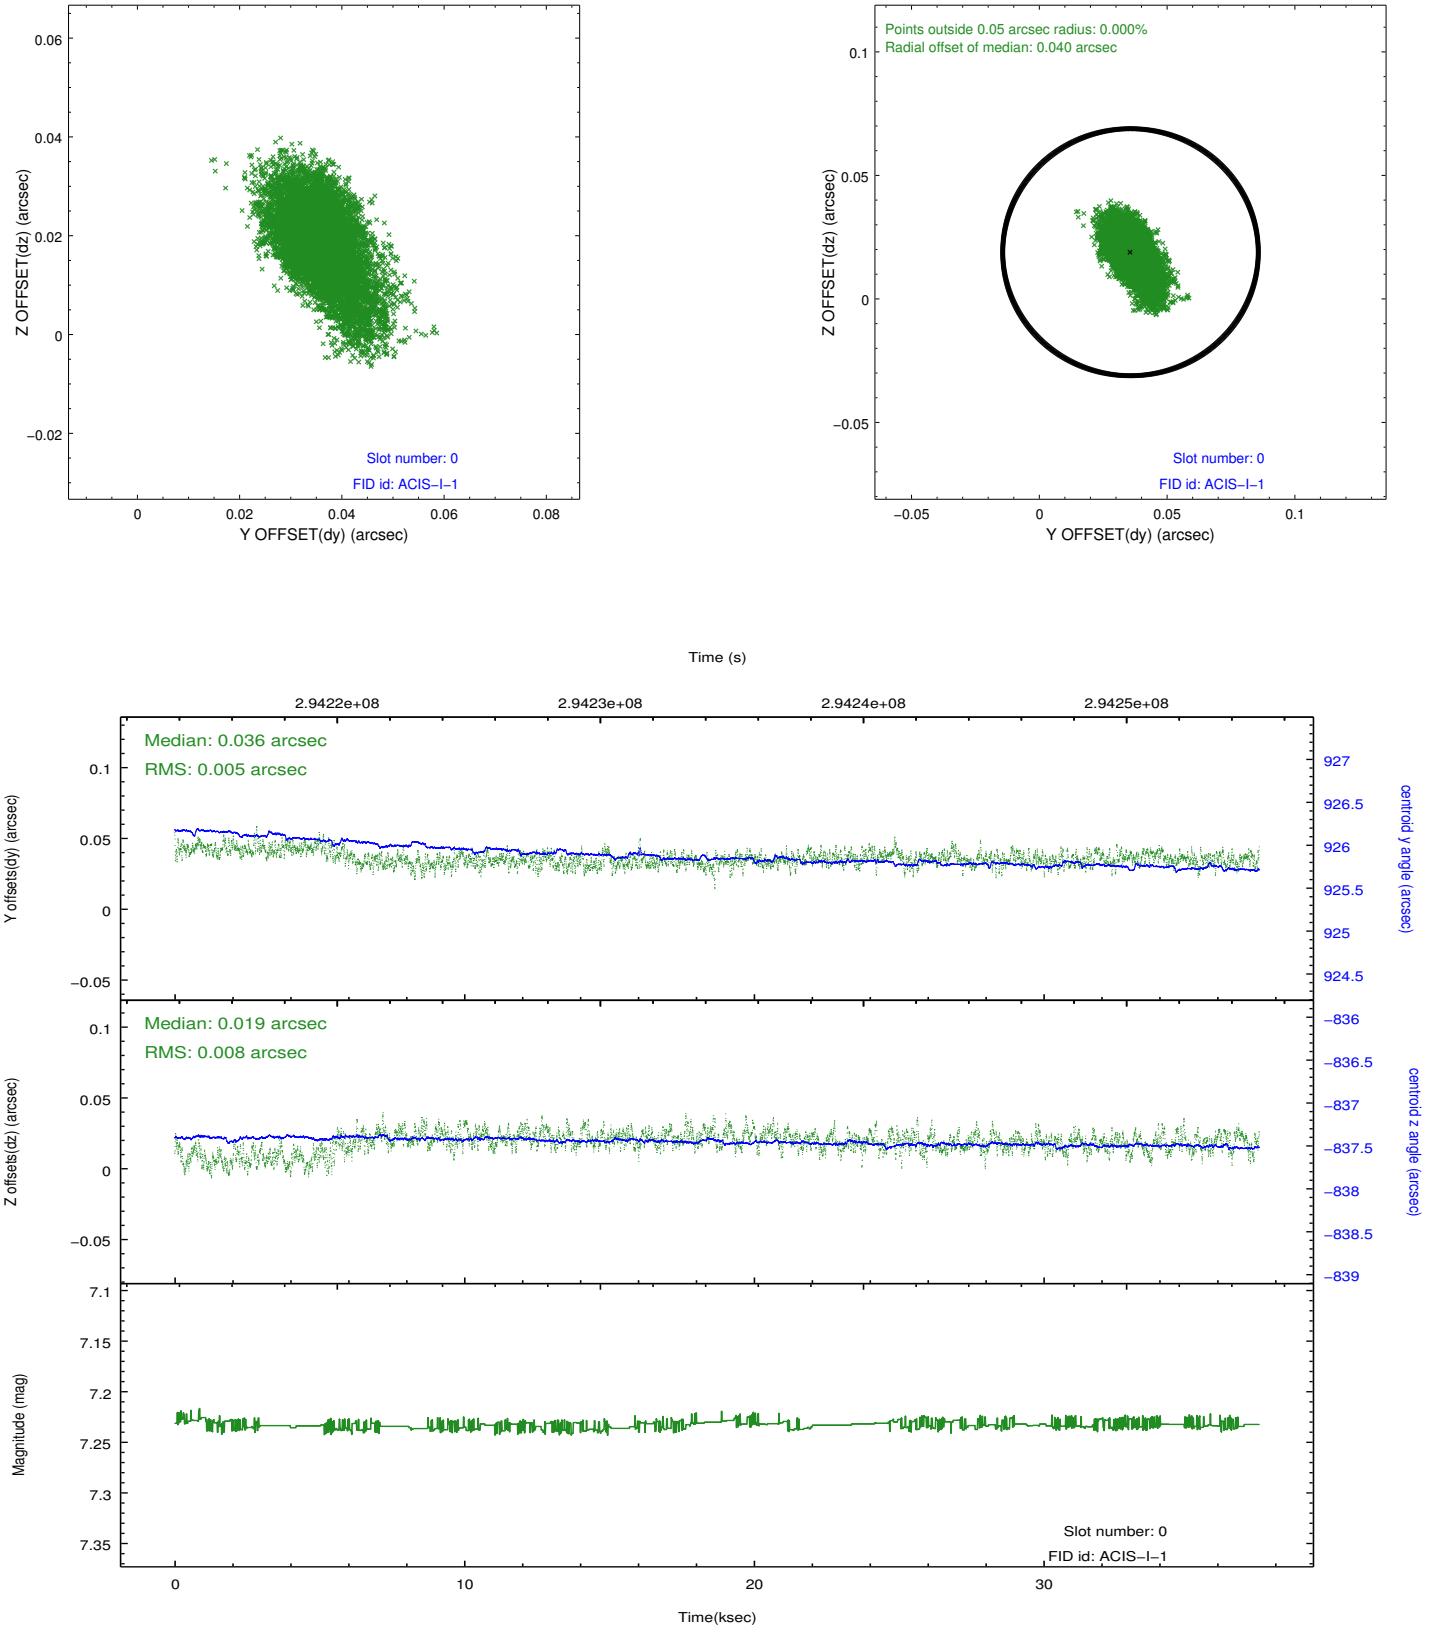 0.06
0.04
0.02
0
−0.02
Z OFFSET(dz) (arcsec)
Slot number: 0
FID id: ACIS−I−1
0
0.02
0.04
0.06
0.08
Y OFFSET(dy) (arcsec)
Points outside 0.05 arcsec radius: 0.000%
Radial offset of median: 0.040 arcsec
0.1
0.05
0
−0.05
Z OFFSET(dz) (arcsec)
Slot number: 0
FID id: ACIS−I−1
−0.05
0
0.05
0.1
Y OFFSET(dy) (arcsec)
Time (s)
2.9422e+08
2.9423e+08
2.9424e+08
2.9425e+08
Median: 0.036 arcsec
RMS: 0.005 arcsec
0.1
0.05
0
−0.05
Y offsets(dy) (arcsec)
927
926.5
926
925.5
925
924.5
centroid y angle (arcsec)
Median: 0.019 arcsec
RMS: 0.008 arcsec
0.1
0.05
0
−0.05
Z offsets(dz) (arcsec)
−836
−836.5
−837
−837.5
−838
−838.5
−839
centroid z angle (arcsec)
7.1
7.15
7.2
7.25
7.3
7.35
Magnitude (mag)
Slot number: 0
FID id: ACIS−I−1
0
10
20
30
Time(ksec)